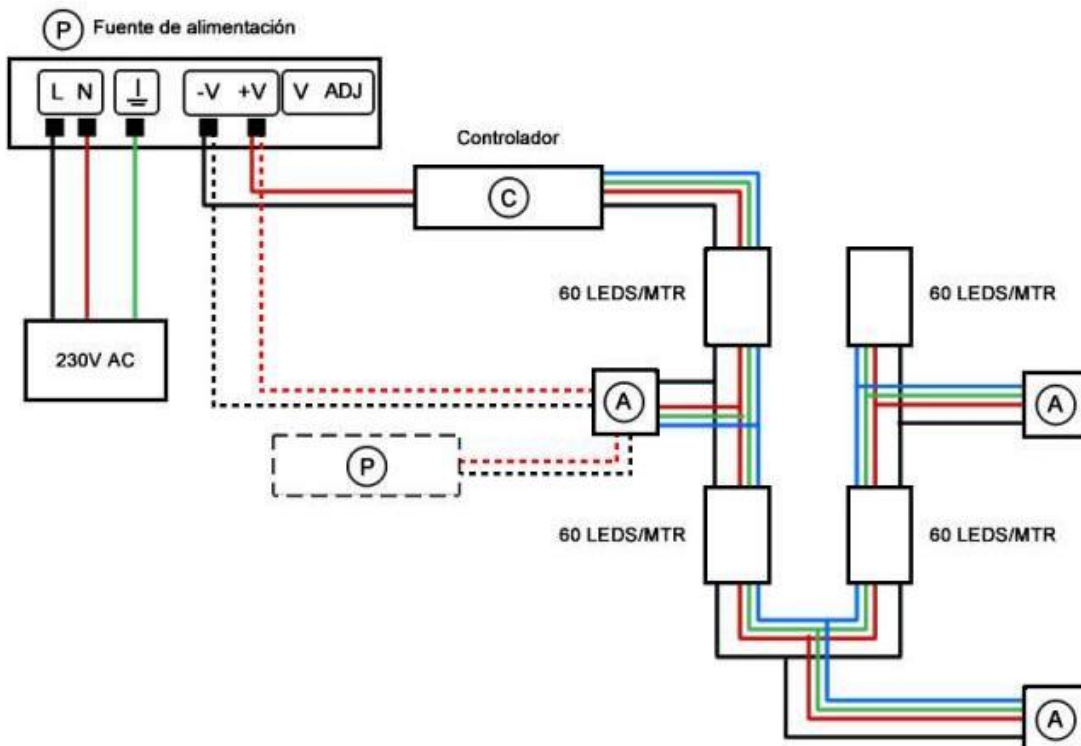 P Fuente de alimentación
L N -V +V V ADJ
Controlador
C
230V AC
60 LEDS/MTR 60 LEDS/MTR
A A
P
60 LEDS/MTR 60 LEDS/MTR
A